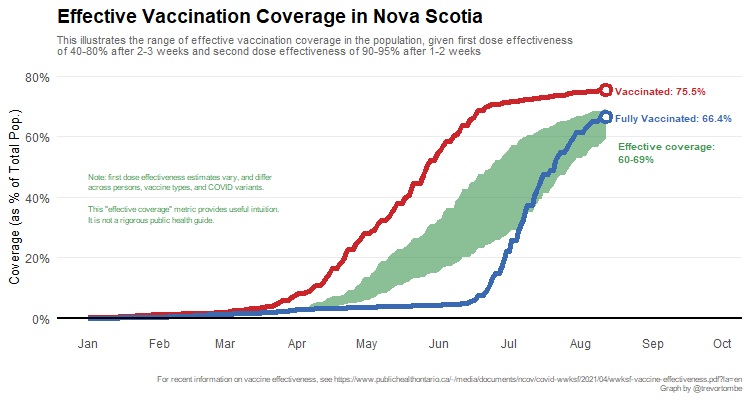 Effective Vaccination Coverage in Nova Scotia
This illustrates the range of effective vaccination coverage in the population, given first dose effectiveness
of 40-80% after 2-3 weeks and second dose effectiveness of 90-95% after 1-2 weeks
80%
60%
40%
20%
0%
Coverage (as % of Total Pop.)
Vaccinated: 75.5%
Fully Vaccinated: 66.4%
Effective coverage:
60-69%
Note: first dose effectiveness estimates vary, and differ
across persons, vaccine types, and COVID variants.
This "effective coverage" metric provides useful intuition.
It is not a rigorous public health guide.
Jan Feb Mar Apr May Jun Jul Aug Sep Oct
For recent information on vaccine effectiveness, see https://www.publichealthontario.ca/-/media/documents/ncov/covid-wwksf/2021/04/wwksf-vaccine-effectiveness.pdf?la=en
Graph by @trevortombe